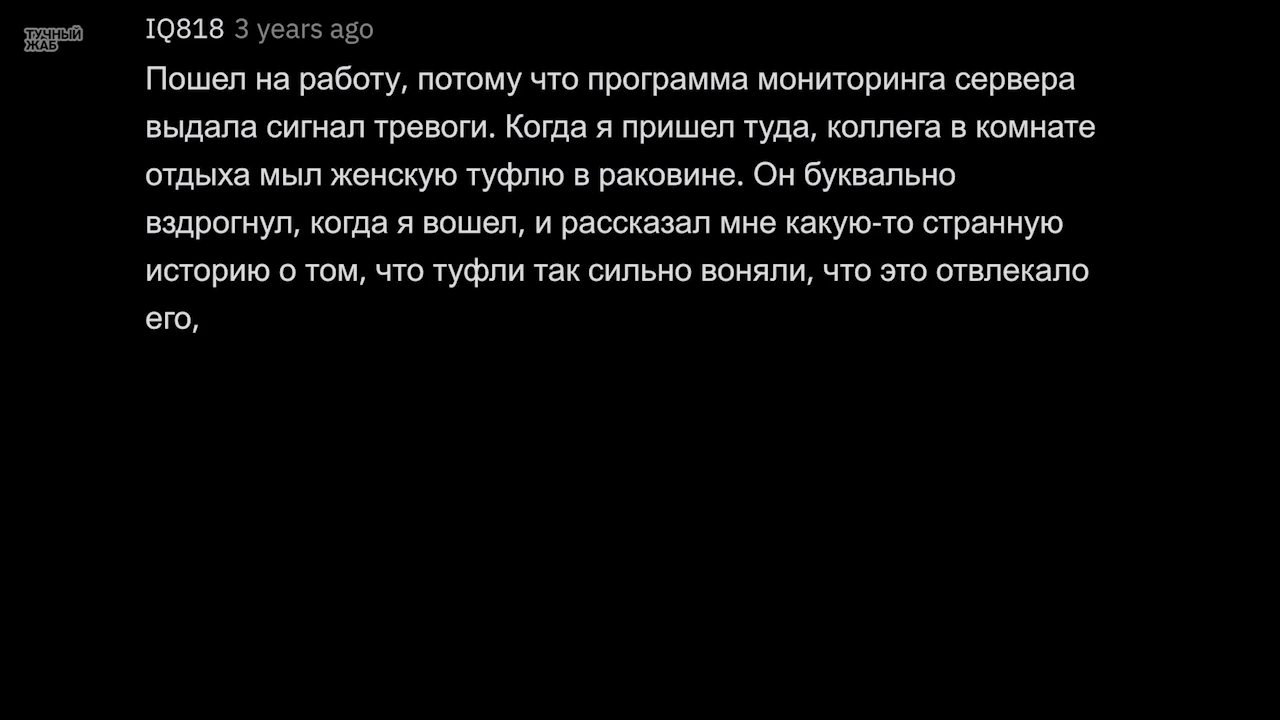 ТУЧНЫЙ
ЖАБ
IQ818 3 years ago
Пошел на работу, потому что программа мониторинга сервера
выдала сигнал тревоги. Когда я пришел туда, коллега в комнате
отдыха мыл женскую туфлю в раковине. Он буквально
вздрогнул, когда я вошел, и рассказал мне какую-то странную
историю о том, что туфли так сильно воняли, что это отвлекало
его,